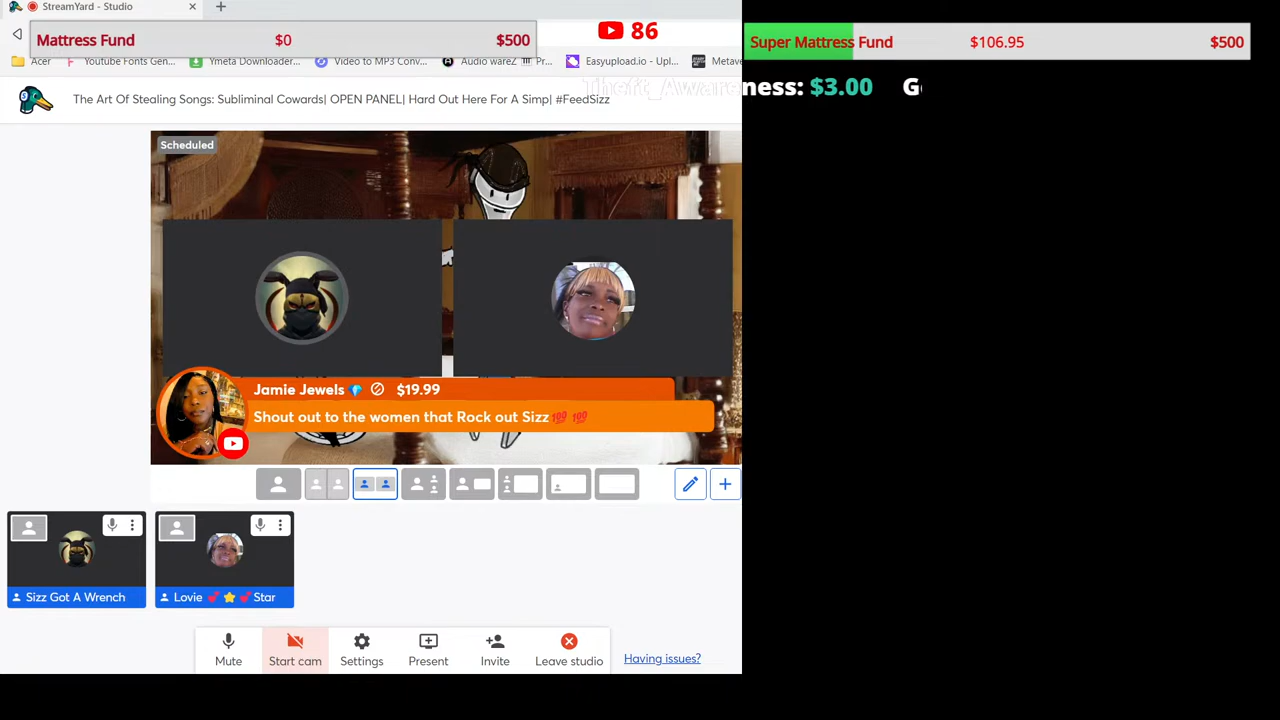 StreamYard - Studio
Mattress Fund $0 $500
86
Super Mattress Fund $106.95 $500
Acer Youtube Fonts Gen... Ymeta Downloader... Video to MP3 Conv... Audio wareZ Pr... Easyupload.io - Upl... Metave
Theft_Awareness: $3.00 G
The Art Of Stealing Songs: Subliminal Cowards| OPEN PANEL| Hard Out Here For A Simp| #FeedSizz
Scheduled
Jamie Jewels 💎 $19.99
Shout out to the women that Rock out Sizz💯 💯
Sizz Got A Wrench
Lovie 💕 ⭐ 💕 Star
Mute
Start cam
Settings
Present
Invite
Leave studio
Having issues?